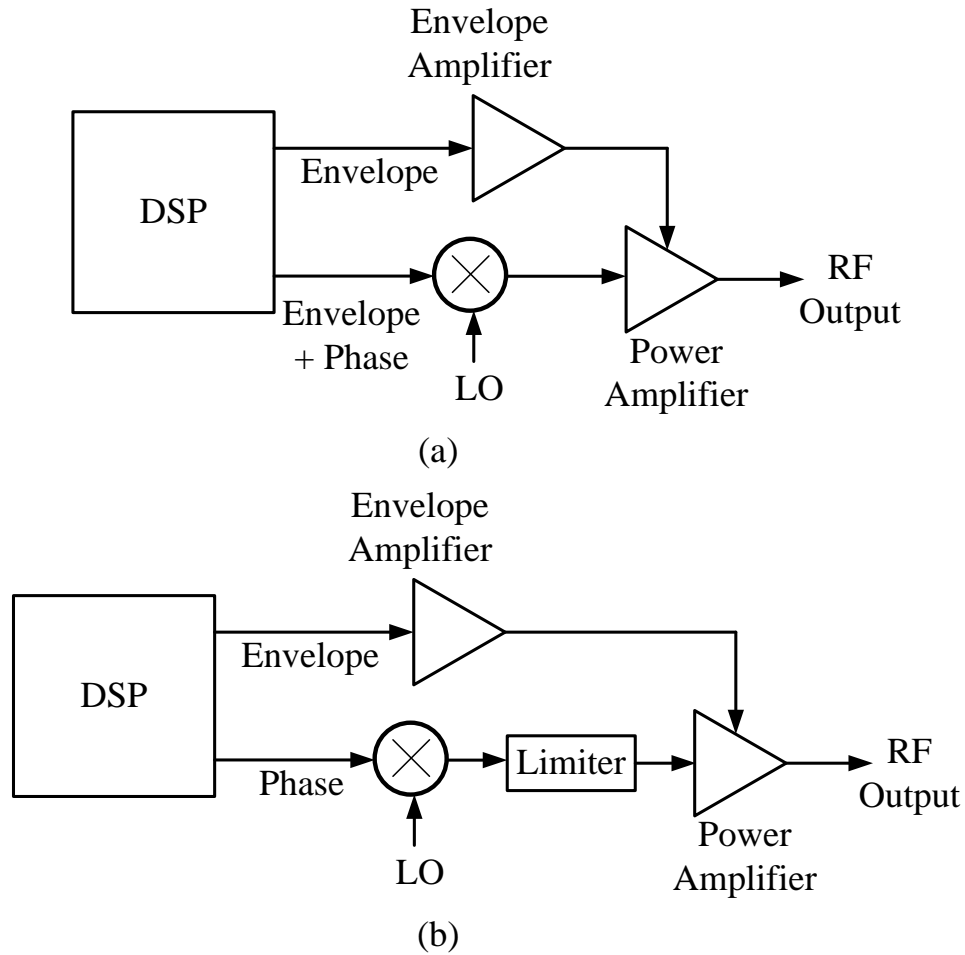 Envelope
Amplifier
DSP
Envelope
Envelope
+ Phase
LO
Power
Amplifier
RF
Output
(a)
Envelope
Amplifier
DSP
Envelope
Phase
LO
Limiter
Power
Amplifier
RF
Output
(b)